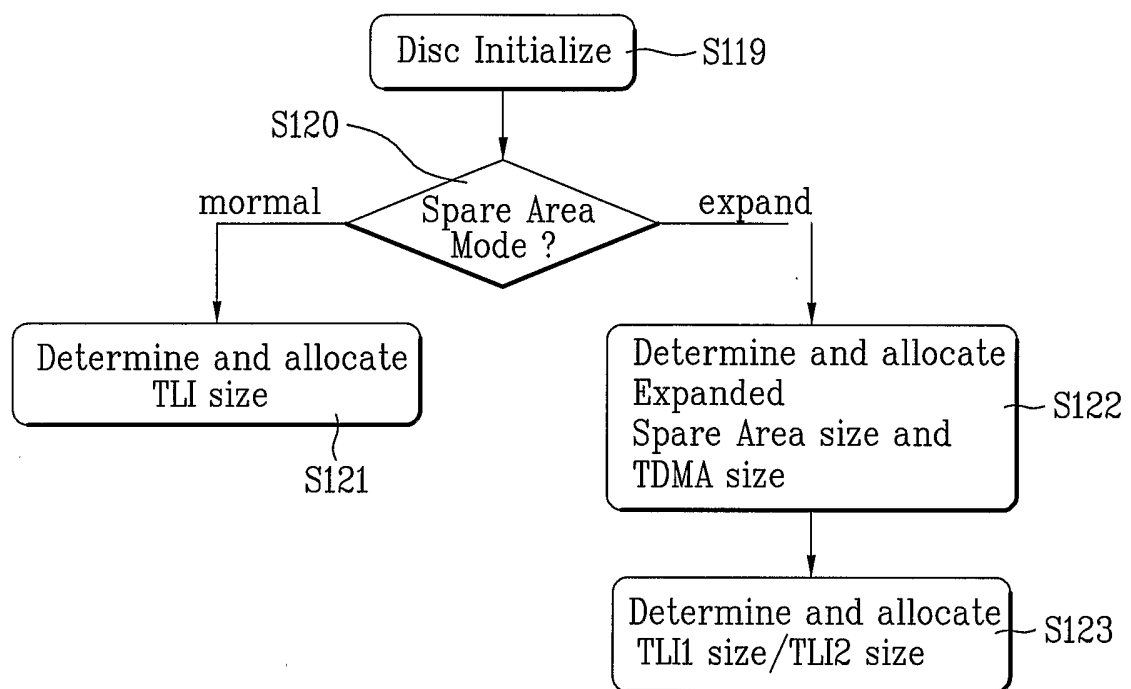 Disc Initialize
S119
S120
mormal
Spare Area
Mode ?
expand
Determine and allocate
TLI size
S121
Determine and allocate
Expanded
Spare Area size and
TDMA size
S122
Determine and allocate
TLI1 size/TLI2 size
S123